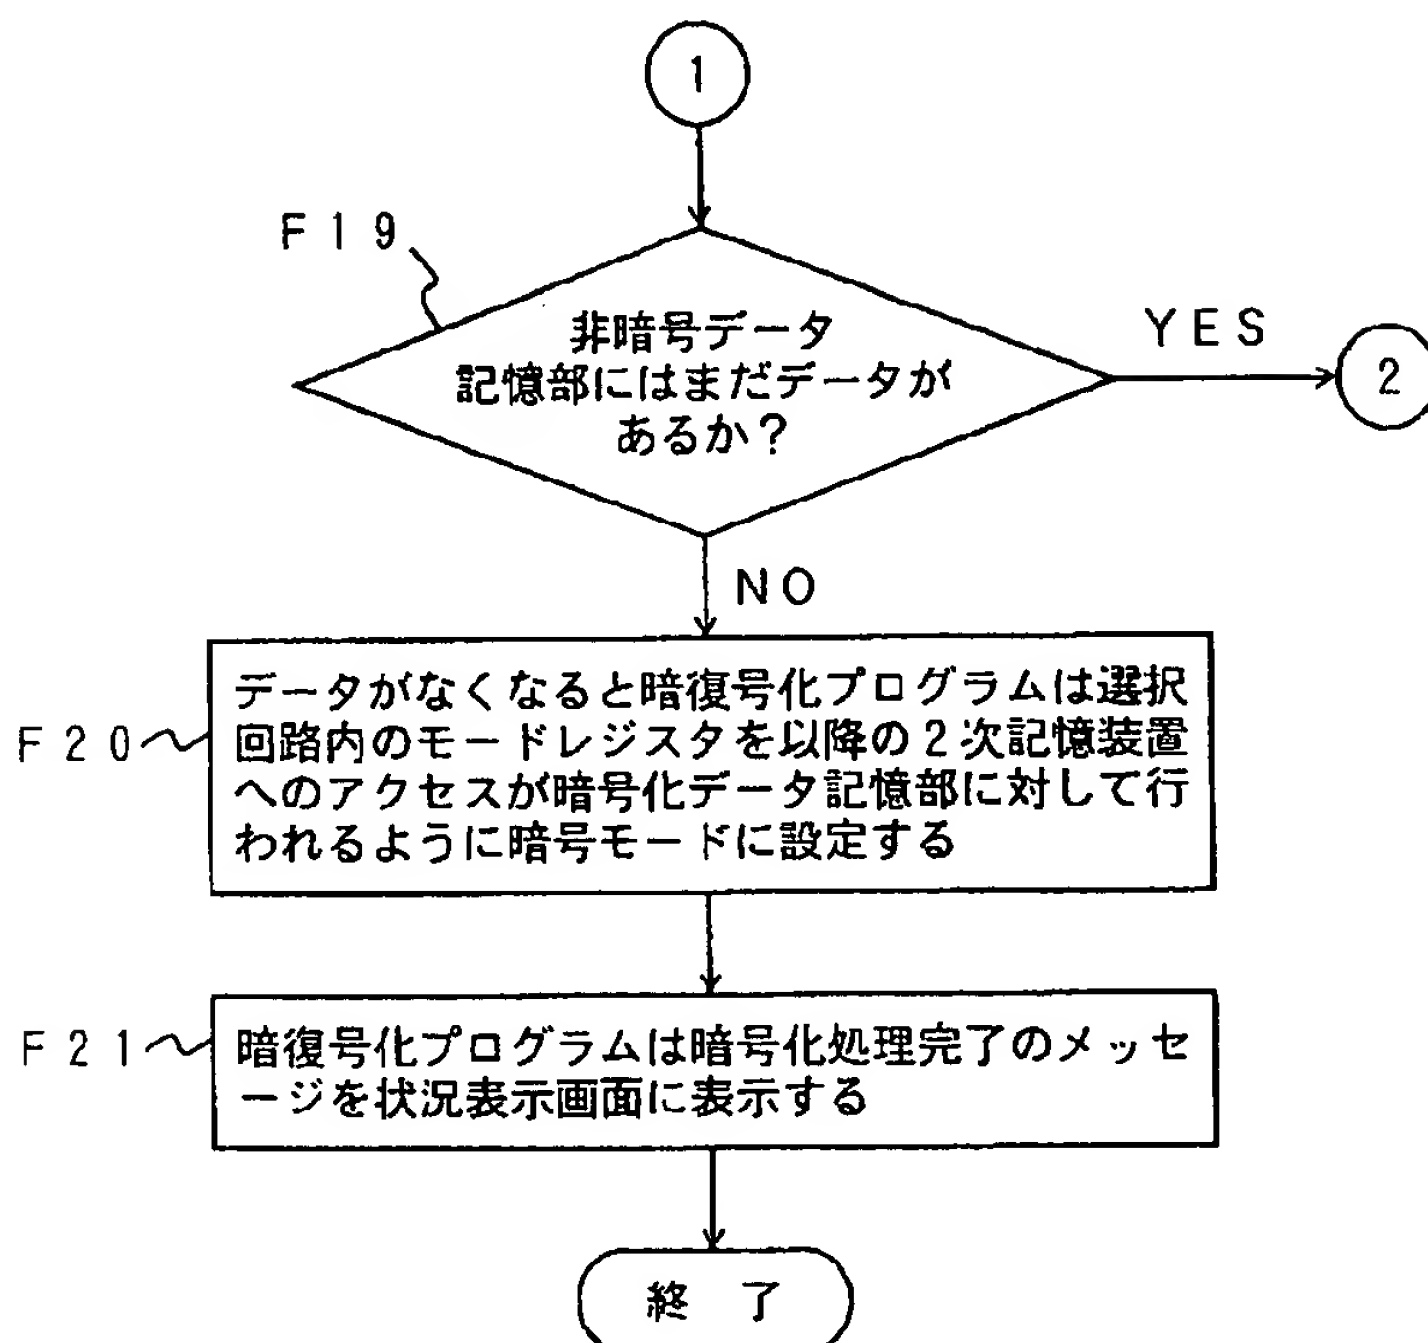 1
F19
非暗号データ
記憶部にはまだデータが
あるか?
YES
2
NO
F20
データがなくなると暗復号化プログラムは選択
回路内のモードレジスタを以降の2次記憶装置
へのアクセスが暗号化データ記憶部に対して行
われるように暗号モードに設定する
F21
暗復号化プログラムは暗号化処理完了のメッセ
ージを状況表示画面に表示する
終 了